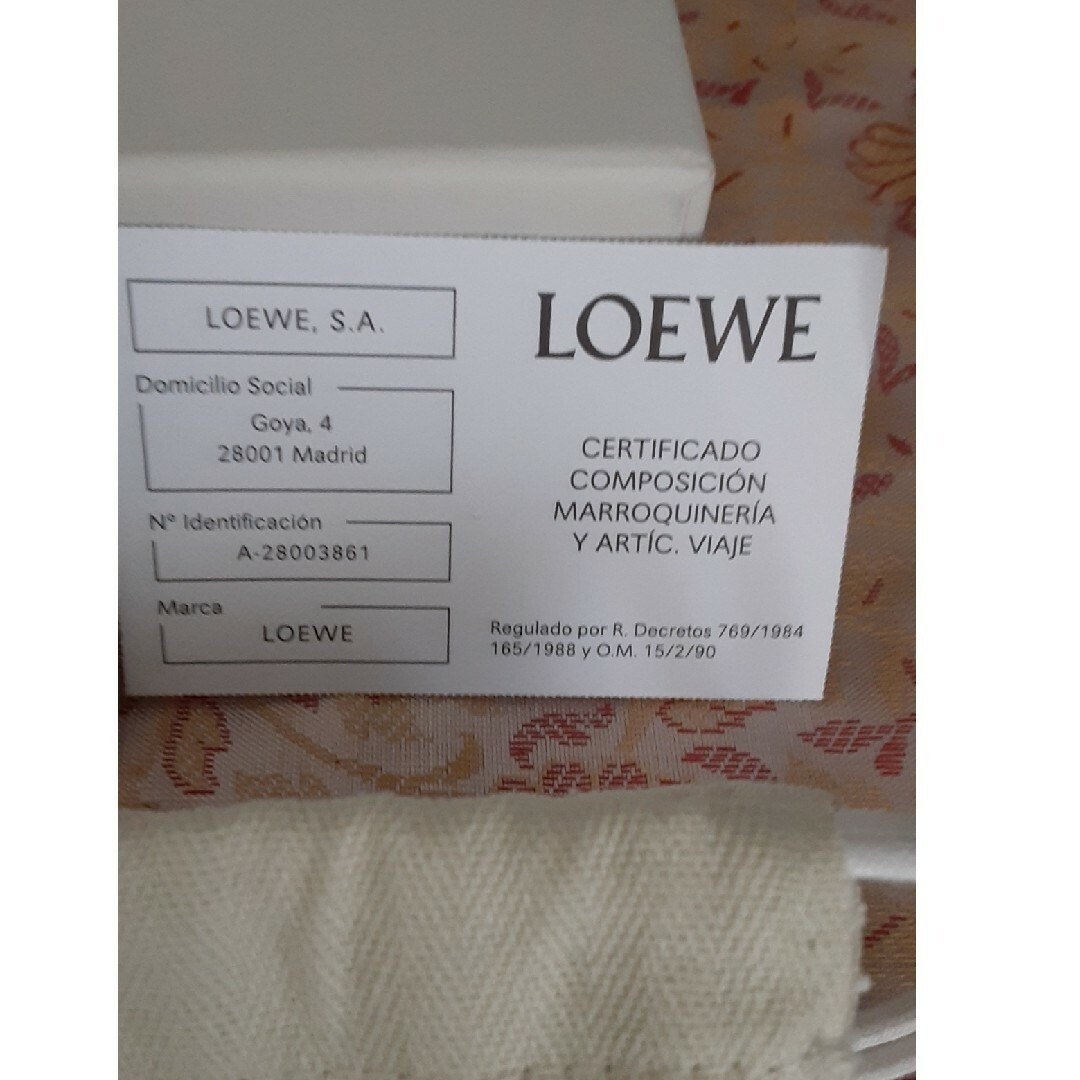 LOEWE, S.A.
Domicilio Social
Goya, 4
28001 Madrid
Nº Identificación
A-28003861
Marca
LOEWE
LOEWE
CERTIFICADO
COMPOSICIÓN
MARROQUINERÍA
Y ARTÍC. VIAJE
Regulado por R. Decretos 769/1984
165/1988 y O.M. 15/2/90